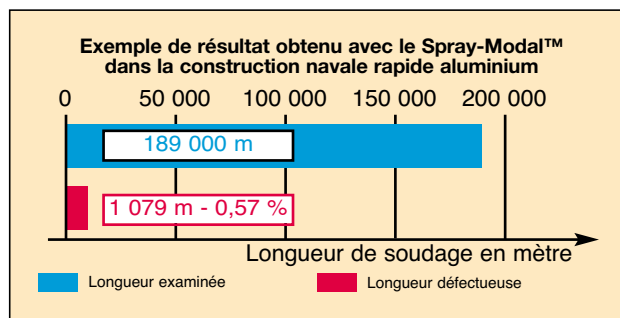 Exemple de résultat obtenu avec le Spray-Modal™
dans la construction navale rapide aluminium
0 50 000 100 000 150 000 200 000
189 000 m
1 079 m - 0,57 %
Longueur de soudage en mètre
Longueur examinée Longueur défectueuse